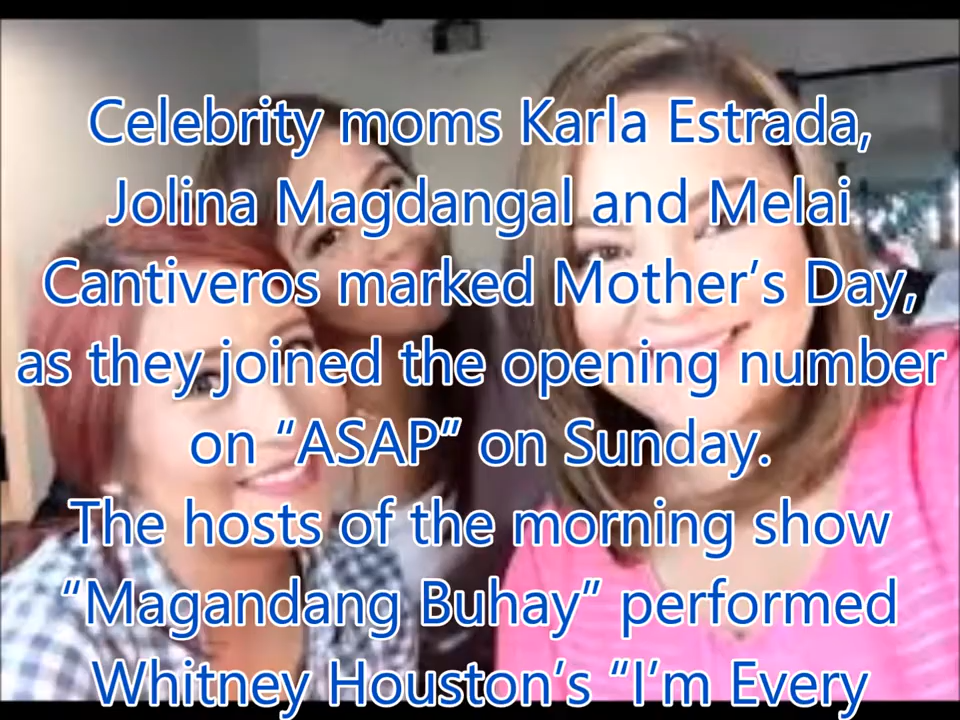 Celebrity moms Karla Estrada,
Jolina Magdangal and Melai
Cantiveros marked Mother’s Day,
as they joined the opening number
on “ASAP” on Sunday.
The hosts of the morning show
“Magandang Buhay” performed
Whitney Houston’s “I’m Every